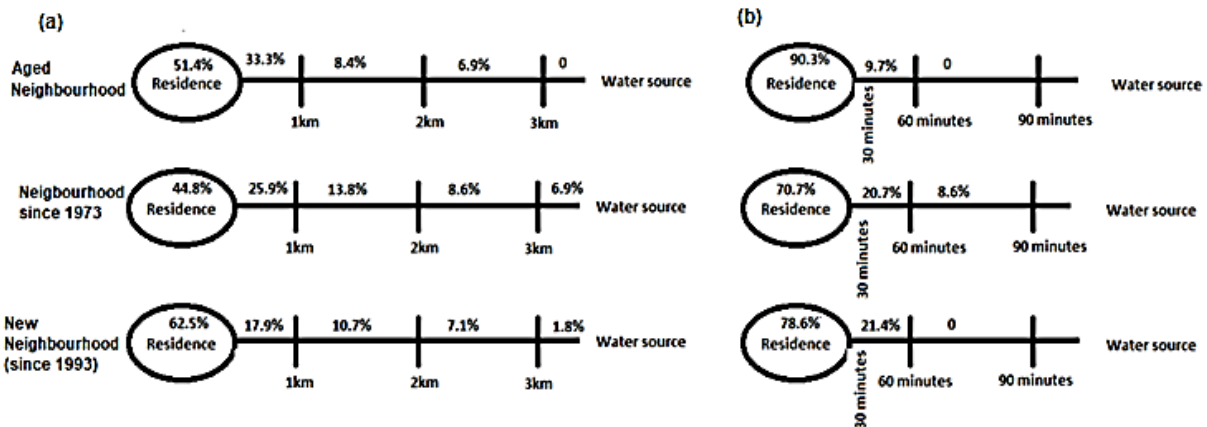 (a)
Aged
Neighbourhood
51.4%
Residence
33.3%
8.4%
6.9%
0
1km
2km
3km
Water source
Neigbourhood
since 1973
44.8%
Residence
25.9%
13.8%
8.6%
6.9%
1km
2km
3km
Water source
New
Neighbourhood
(since 1993)
62.5%
Residence
17.9%
10.7%
7.1%
1.8%
1km
2km
3km
Water source
(b)
90.3%
Residence
9.7%
0
30 minutes
60 minutes
90 minutes
Water source
70.7%
Residence
20.7%
8.6%
30 minutes
60 minutes
90 minutes
Water source
78.6%
Residence
21.4%
0
30 minutes
60 minutes
90 minutes
Water source